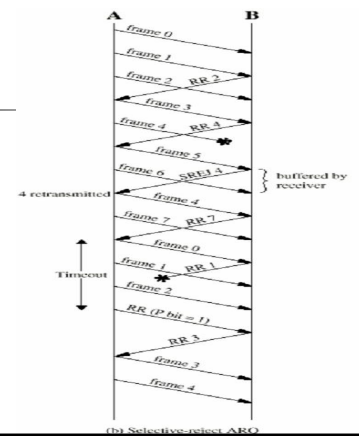 A B
frame 0
frame 1
frame 2
RR 2
frame 3
frame 4
RR 4
frame 5
frame 6
SREJ 4
buffered by
receiver
4 retransmitted
frame 4
frame 7
RR 7
frame 0
Timeout
frame 1
RR 1
frame 2
RR (P bit = 1)
RR 3
frame 3
frame 4
(b) Selective-reject ARQ